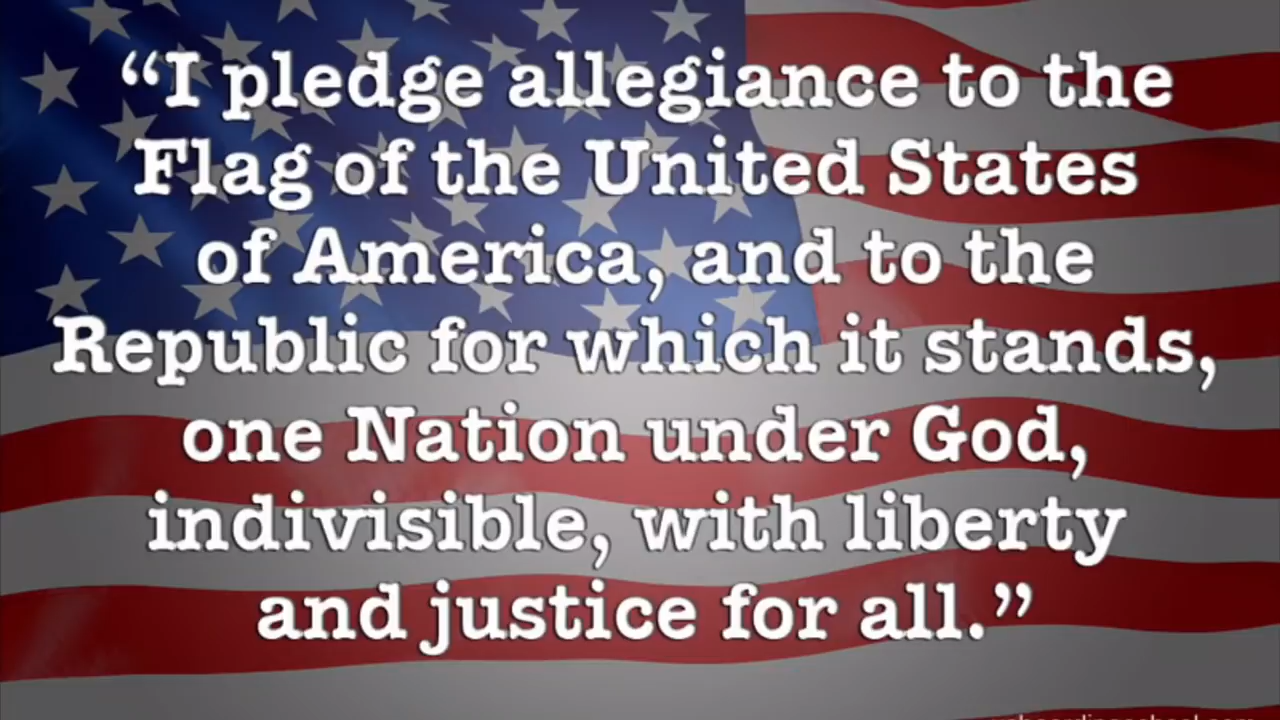 “I pledge allegiance to the
Flag of the United States
of America, and to the
Republic for which it stands,
one Nation under God,
indivisible, with liberty
and justice for all.”